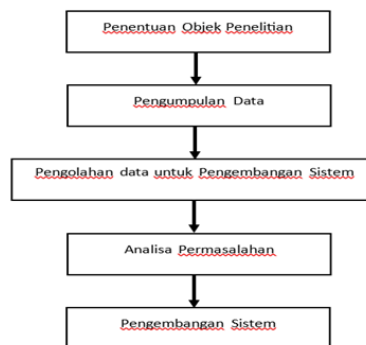 Penentuan Objek Penelitian
Pengumpulan Data
Pengolahan data untuk Pengembangan Sistem
Analisa Permasalahan
Pengembangan Sistem